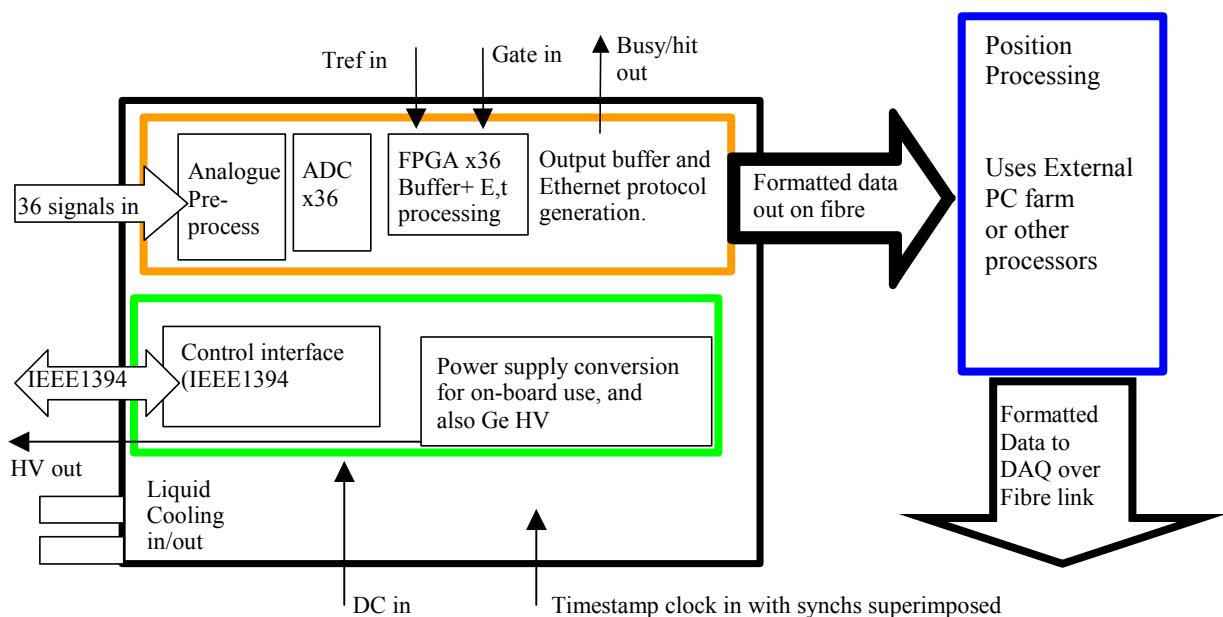 Tref in
Gate in
Busy/hit
out
36 signals in
Analogue
Pre-
process
ADC
x36
FPGA x36
Buffer+ E,t
processing
Output buffer and
Ethernet protocol
generation.
Formatted data
out on fibre
Position
Processing
Uses External
PC farm
or other
processors
IEEE1394
Control interface
(IEEE1394
Power supply conversion
for on-board use, and
also Ge HV
HV out
Liquid
Cooling
in/out
Formatted
Data to
DAQ over
Fibre link
DC in
Timestamp clock in with synchs superimposed